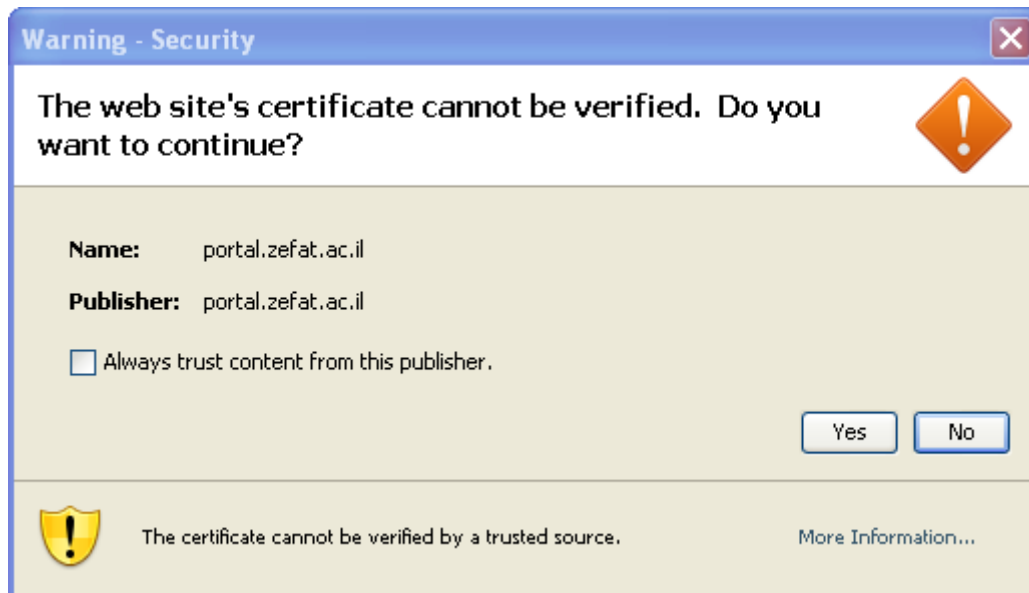 Warning - Security
The web site's certificate cannot be verified.  Do you
want to continue?
Name: portal.zefat.ac.il
Publisher: portal.zefat.ac.il
Always trust content from this publisher.
Yes No
The certificate cannot be verified by a trusted source. More Information...